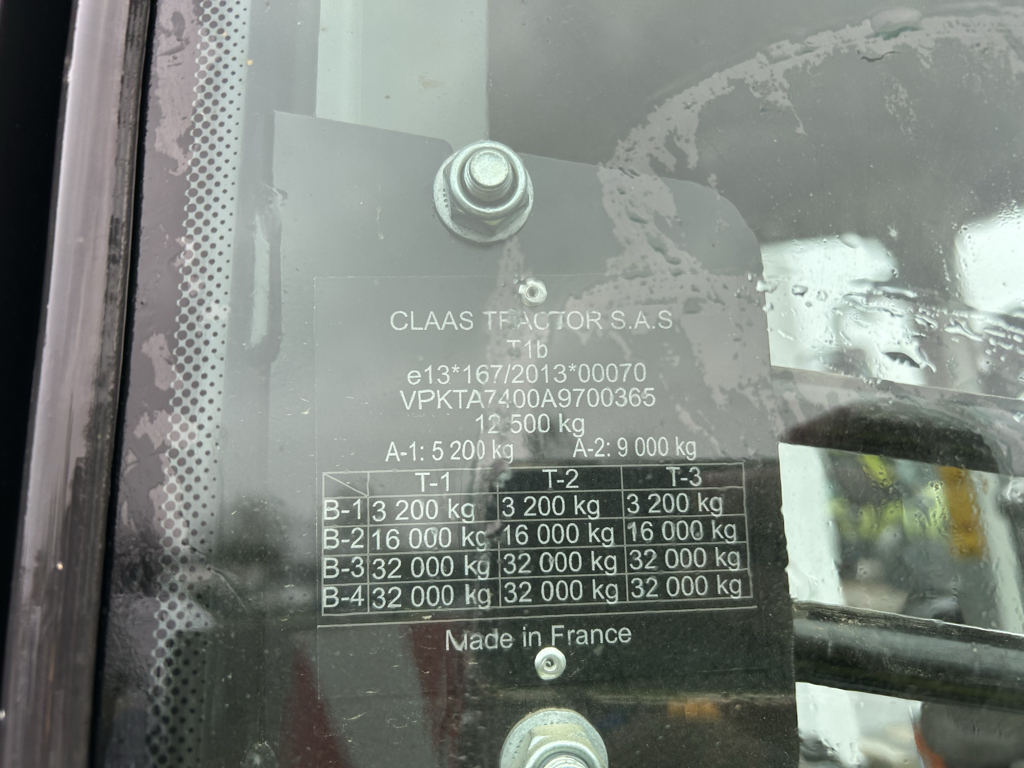 CLAAS TRACTOR S.A.S
T1b
e13*167/2013*00070
VPKTA7400A9700365
12 500 kg
A-1: 5 200 kg A-2: 9 000 kg
T-1 T-2 T-3
B-1 3 200 kg 3 200 kg 3 200 kg
B-2 16 000 kg 16 000 kg 16 000 kg
B-3 32 000 kg 32 000 kg 32 000 kg
B-4 32 000 kg 32 000 kg 32 000 kg
Made in France